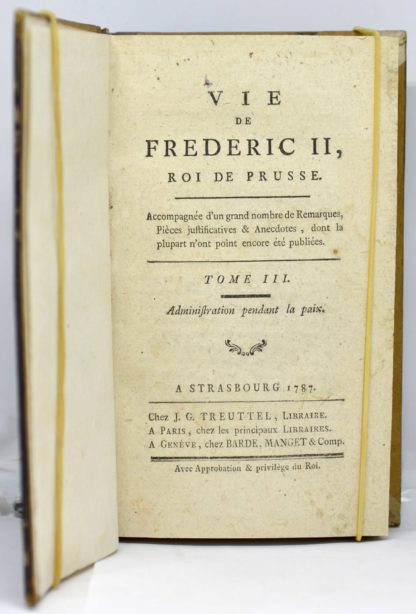 VIE
DE
FREDERIC II,
ROI DE PRUSSE.
Accompagnée d'un grand nombre de Remarques,
Pièces justificatives & Anecdotes, dont la
plupart n'ont point encore été publiées.
TOME III.
Administration pendant la paix.
A STRASBOURG 1787.
Chez J. G. TREUTTEL, LIBRAIRE.
A PARIS, chez les principaux LIBRAIRES.
A GENÈVE, chez BARDE, MANGET & Comp.
Avec Approbation & privilège du Roi.